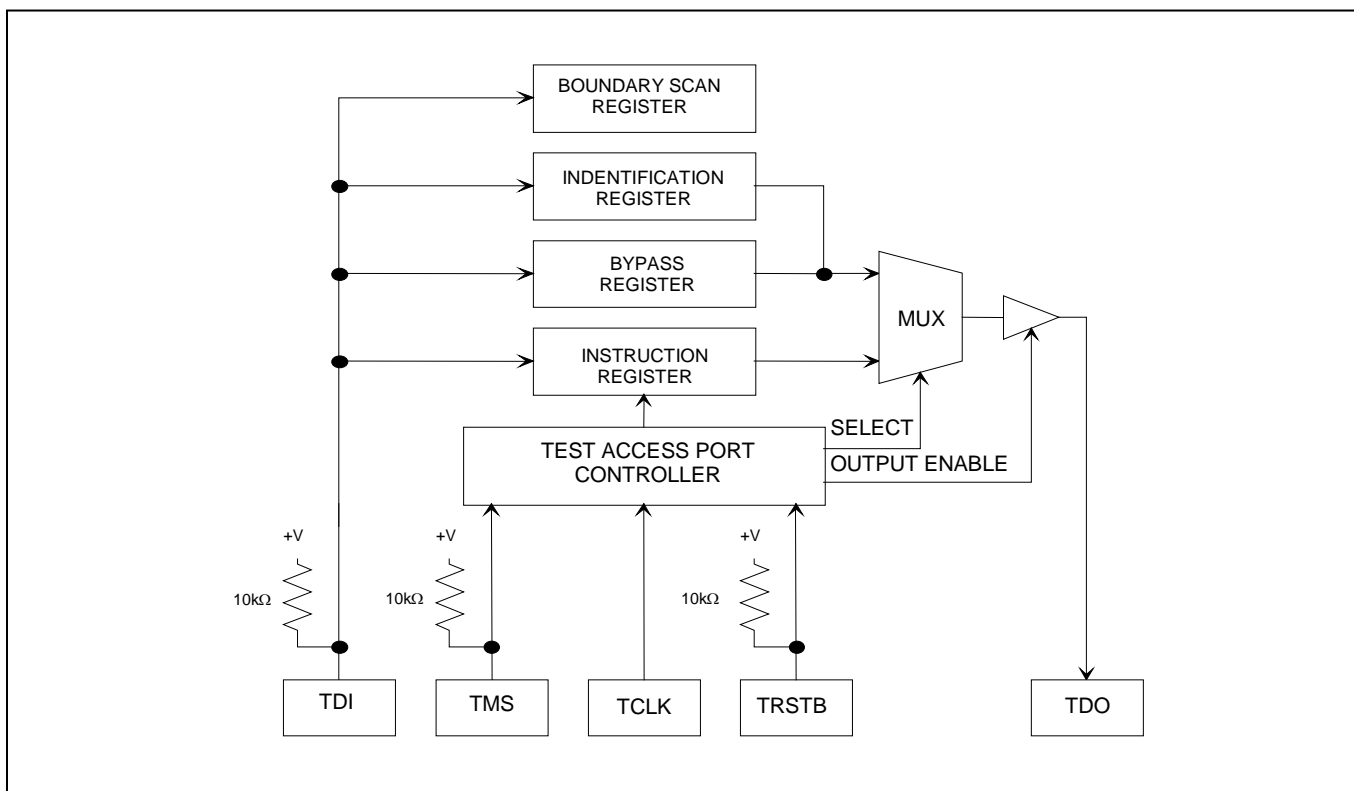 BOUNDARY SCAN
REGISTER
INDENTIFICATION
REGISTER
BYPASS
REGISTER
MUX
INSTRUCTION
REGISTER
SELECT
TEST ACCESS PORT
CONTROLLER
OUTPUT ENABLE
+V
+V
+V
10kΩ
10kΩ
10kΩ
TDI
TMS
TCLK
TRSTB
TDO